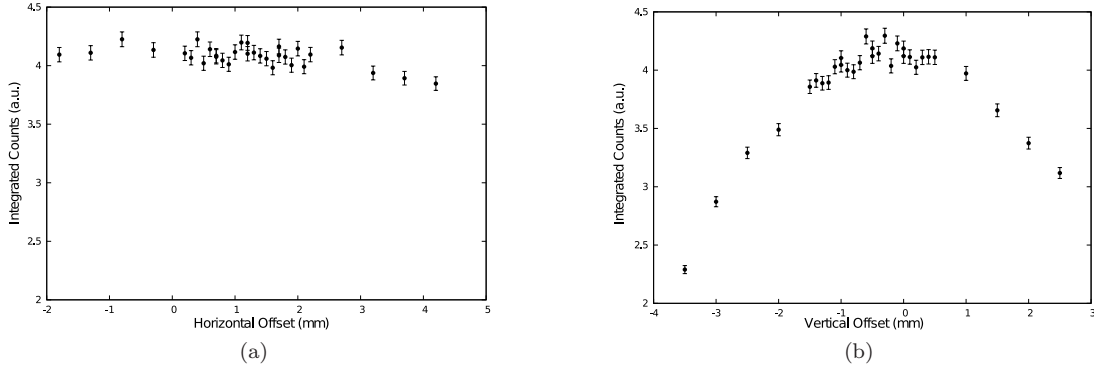 4.5
4
3.5
3
2.5
2
Integrated Counts (a.u.)
-2 -1 0 1 2 3 4 5
Horizontal Offset (mm)
(a)
4.5
4
3.5
3
2.5
2
Integrated Counts (a.u.)
-4 -3 -2 -1 0 1 2 3
Vertical Offset (mm)
(b)